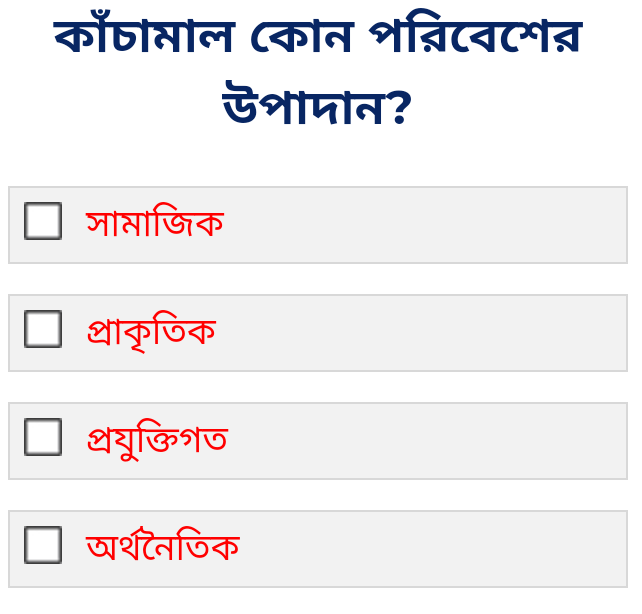 কাঁচামাল কোন পরিবেশের
উপাদান?
সামাজিক
প্রাকৃতিক
প্রযুক্তিগত
অর্থনৈতিক